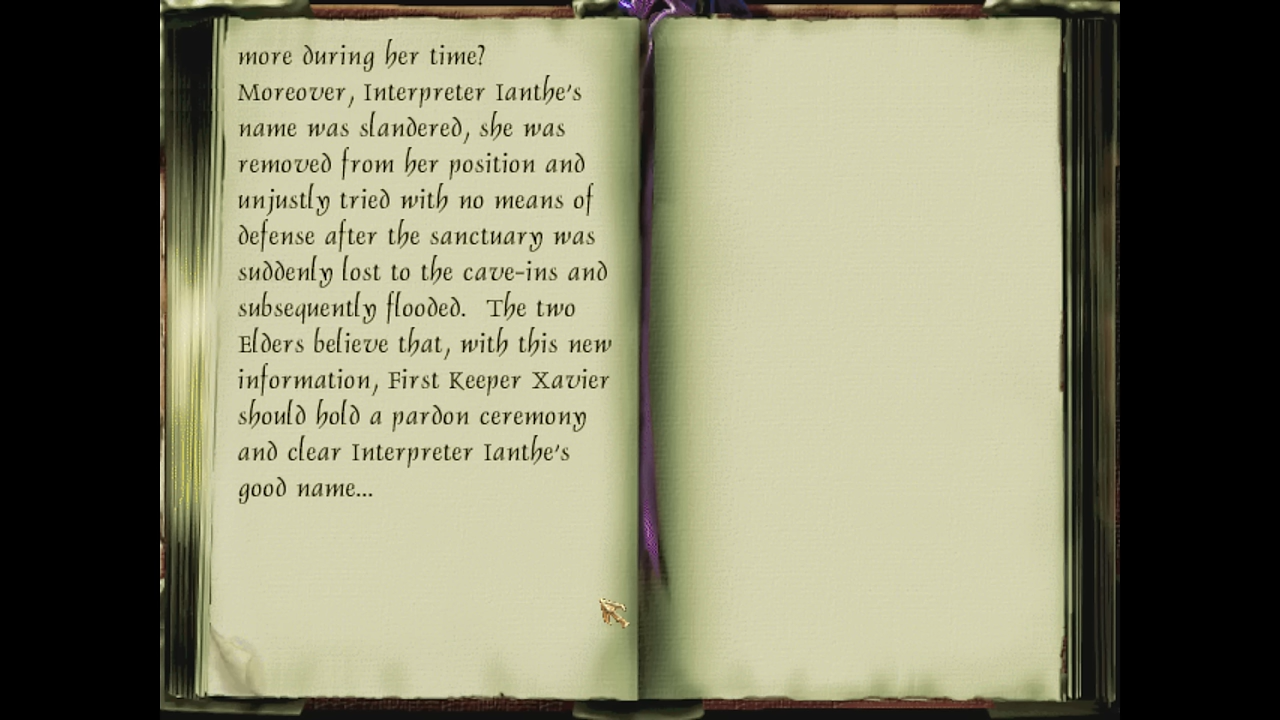 more during her time?
Moreover, Interpreter Ianthe's
name was slandered, she was
removed from her position and
unjustly tried with no means of
defense after the sanctuary was
suddenly lost to the cave-ins and
subsequently flooded.  The two
Elders believe that, with this new
information, First Keeper Xavier
should hold a pardon ceremony
and clear Interpreter Ianthe's
good name...